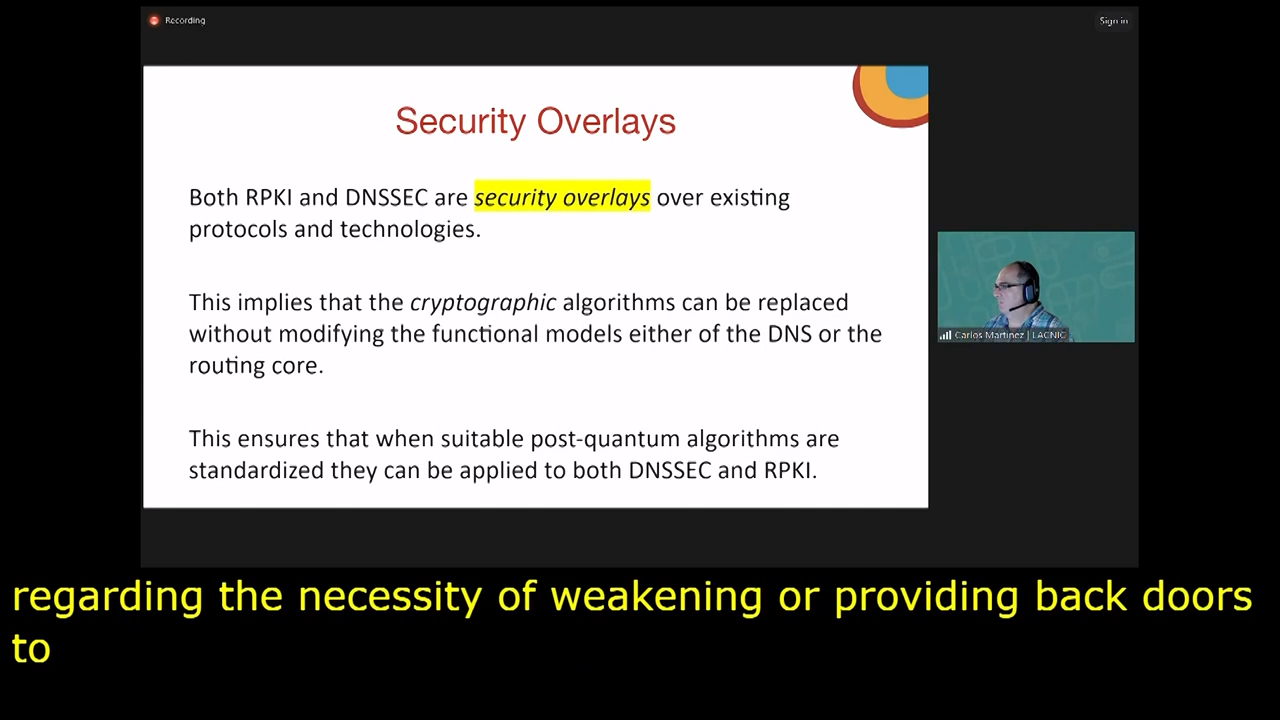 Recording
Sign in
Security Overlays
Both RPKI and DNSSEC are security overlays over existing
protocols and technologies.
This implies that the cryptographic algorithms can be replaced
without modifying the functional models either of the DNS or the
routing core.
This ensures that when suitable post-quantum algorithms are
standardized they can be applied to both DNSSEC and RPKI.
Carlos Martinez | LACNIC
regarding the necessity of weakening or providing back doors
to